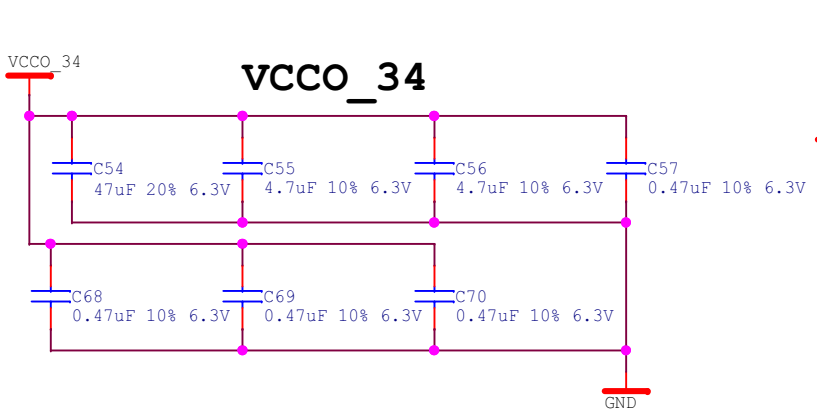 VCCO_34
VCCO_34
C54
47uF 20% 6.3V
C55
4.7uF 10% 6.3V
C56
4.7uF 10% 6.3V
C57
0.47uF 10% 6.3V
C68
0.47uF 10% 6.3V
C69
0.47uF 10% 6.3V
C70
0.47uF 10% 6.3V
GND